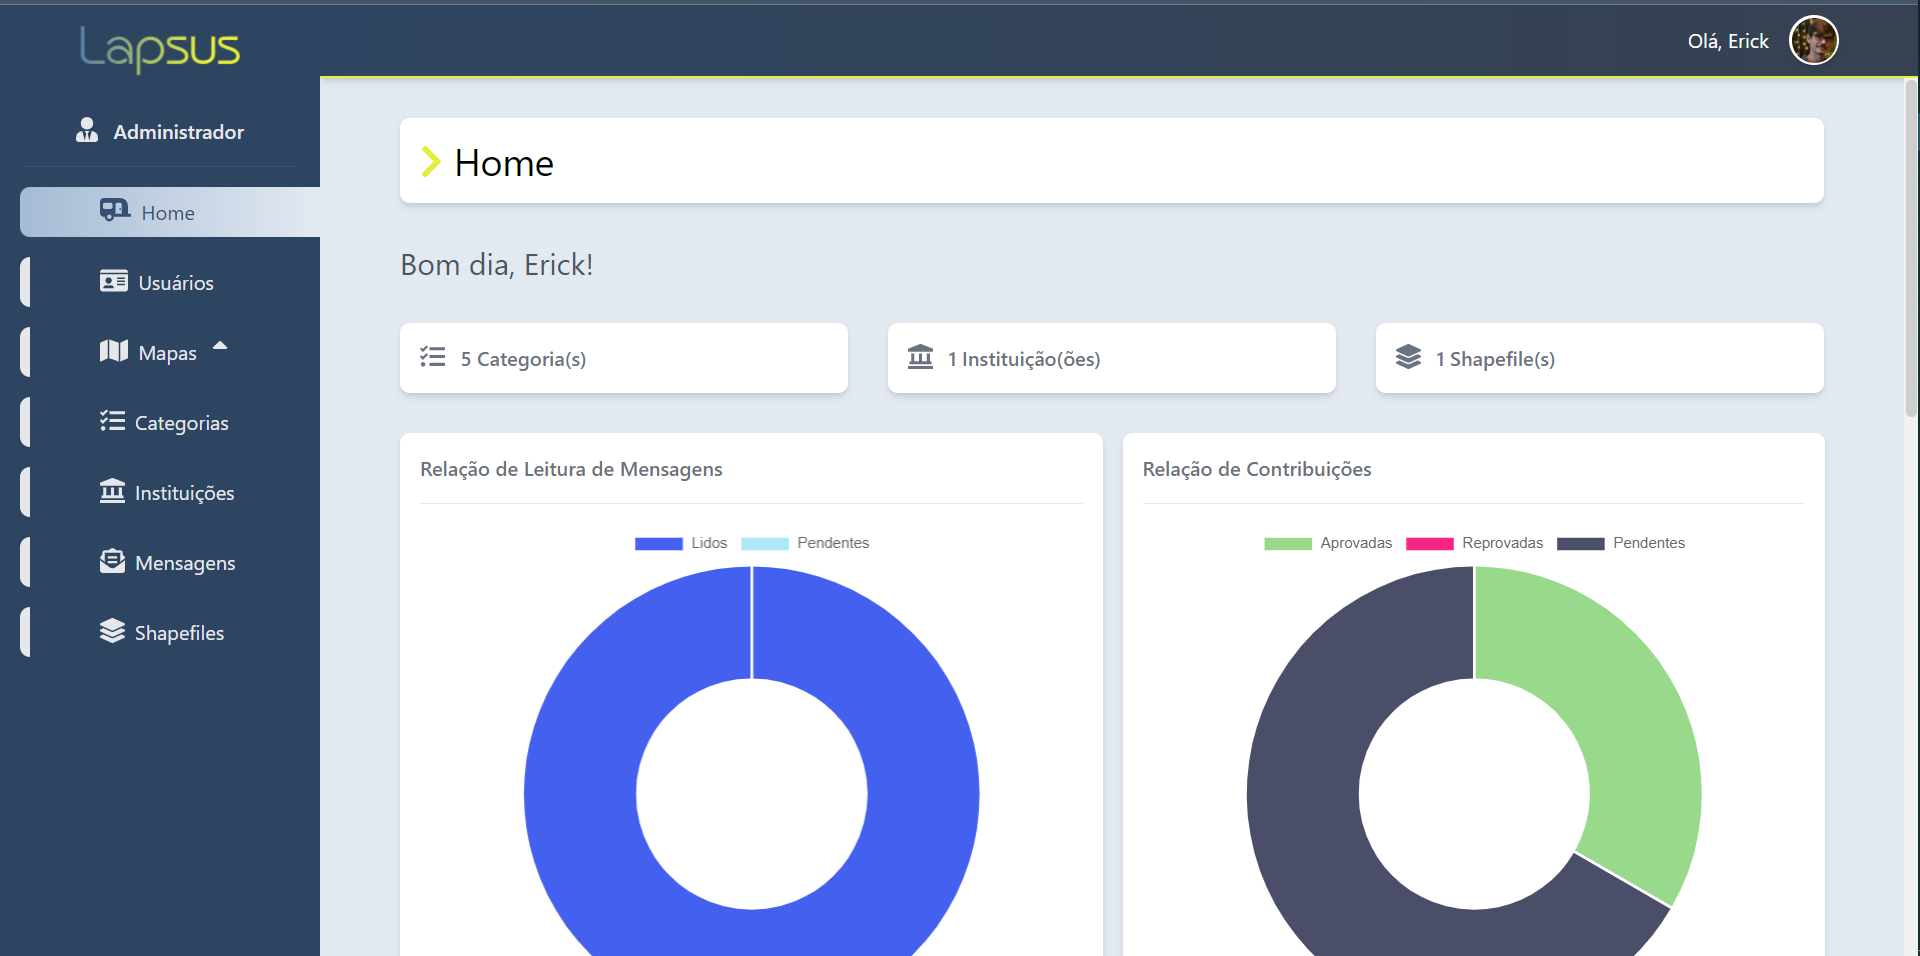 Lapsus
Olá, Erick
Administrador
Home
Usuários
Mapas
Categorias
Instituições
Mensagens
Shapefiles
Home
Bom dia, Erick!
5 Categoria(s)
1 Instituição(ões)
1 Shapefile(s)
Relação de Leitura de Mensagens
Lidos Pendentes
Relação de Contribuições
Aprovadas Reprovadas Pendentes